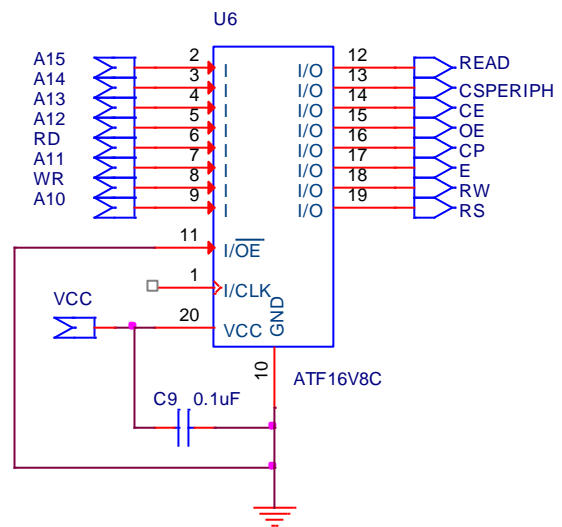 U6
A15 2 I I/O 12 READ
A14 3 I I/O 13 CSPERIPH
A13 4 I I/O 14 CE
A12 5 I I/O 15 OE
RD 6 I I/O 16 CP
A11 7 I I/O 17 E
WR 8 I I/O 18 RW
A10 9 I I/O 19 RS
11 I/OE
1 I/CLK
VCC 20 VCC GND
10 ATF16V8C
C9 0.1uF